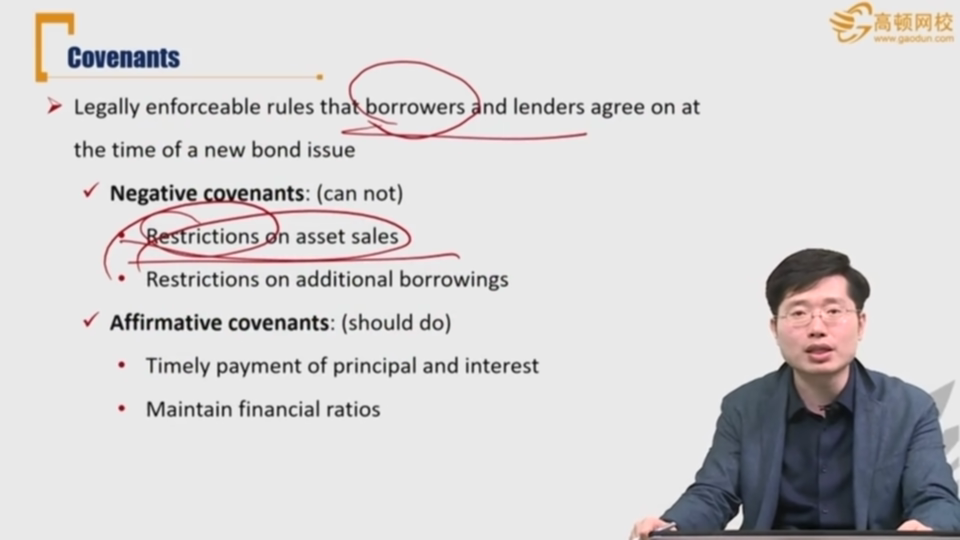 高顿网校
www.gaodun.com
Covenants
Legally enforceable rules that borrowers and lenders agree on at
the time of a new bond issue
Negative covenants: (can not)
Restrictions on asset sales
Restrictions on additional borrowings
Affirmative covenants: (should do)
Timely payment of principal and interest
Maintain financial ratios